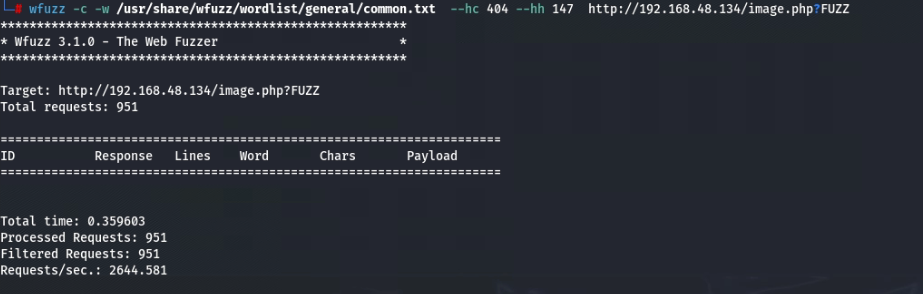 # wfuzz -c -w /usr/share/wfuzz/wordlist/general/common.txt --hc 404 --hh 147 http://192.168.48.134/image.php?FUZZ
********************************************************
* Wfuzz 3.1.0 - The Web Fuzzer                         *
********************************************************
Target: http://192.168.48.134/image.php?FUZZ
Total requests: 951
=====================================================================
ID           Response   Lines    Word       Chars       Payload
=====================================================================
Total time: 0.359603
Processed Requests: 951
Filtered Requests: 951
Requests/sec.: 2644.581